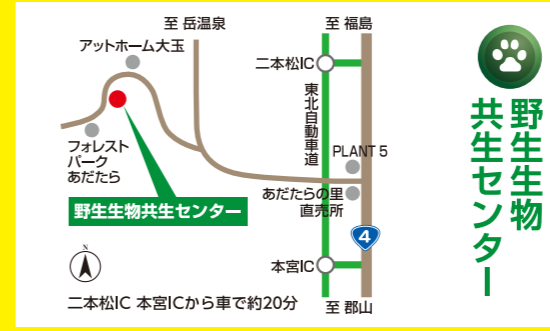 至 岳温泉
至 福島
アットホーム大玉
二本松IC
東北自動車道
PLANT 5
フォレスト
パーク
あだたら
あだたらの里
直売所
野生生物共生センター
4
本宮IC
N
二本松IC 本宮ICから車で約20分
至 郡山
野生生物
共生センター